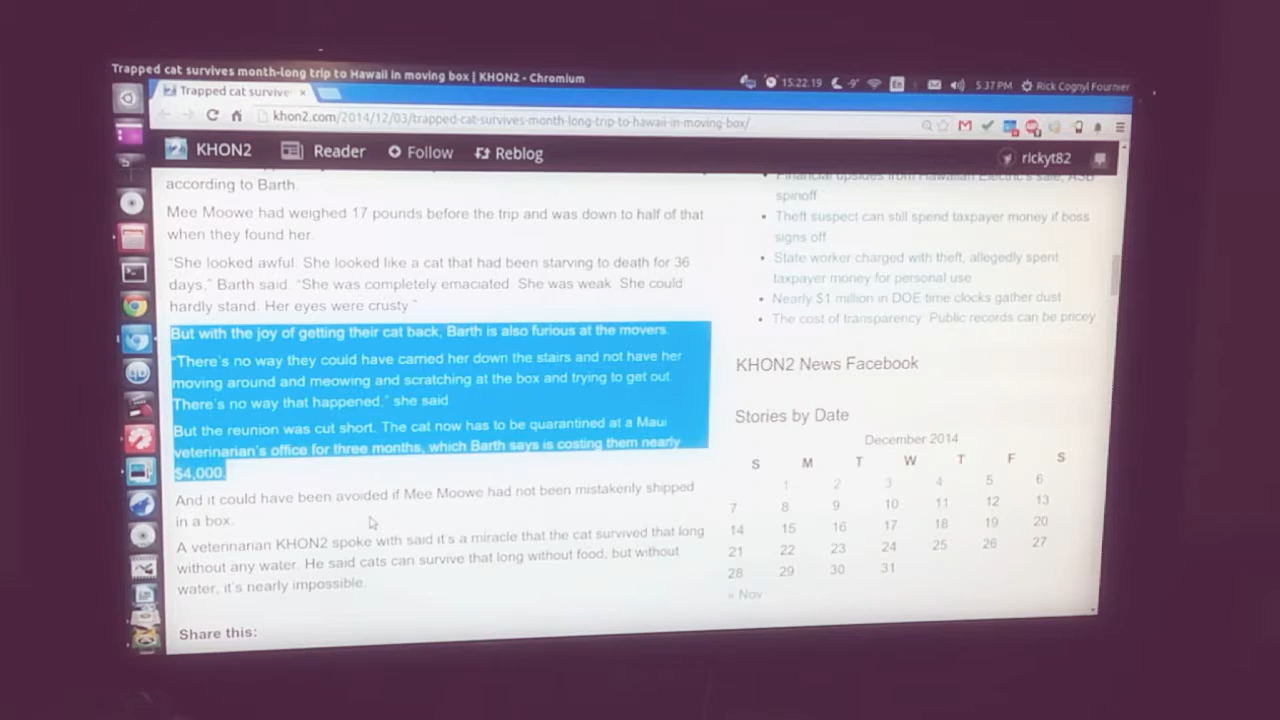 Trapped cat survives month-long trip to Hawaii in moving box | KHON2 - Chromium
15:22.19
-9°
En
5:37 PM
Rick Cognyl Fournier
Trapped cat survive
khon2.com/2014/12/03/trapped-cat-survives-month-long-trip-to-hawaii-in-moving-box/
KHON2 Reader Follow Reblog rickyt82
according to Barth.
Mee Moowe had weighed 17 pounds before the trip and was down to half of that
when they found her.
“She looked awful. She looked like a cat that had been starving to death for 36
days,” Barth said. “She was completely emaciated. She was weak. She could
hardly stand. Her eyes were crusty.”
But with the joy of getting their cat back, Barth is also furious at the movers.
“There’s no way they could have carried her down the stairs and not have her
moving around and meowing and scratching at the box and trying to get out.
There’s no way that happened,” she said.
But the reunion was cut short. The cat now has to be quarantined at a Maui
veterinarian’s office for three months, which Barth says is costing them nearly
$4,000.
And it could have been avoided if Mee Moowe had not been mistakenly shipped
in a box.
A veterinarian KHON2 spoke with said it’s a miracle that the cat survived that long
without any water. He said cats can survive that long without food, but without
water, it’s nearly impossible.
Share this:
Financial upsides from Hawaiian Electric’s sale, ASB
spinoff
Theft suspect can still spend taxpayer money if boss
signs off
State worker charged with theft, allegedly spent
taxpayer money for personal use
Nearly $1 million in DOE time clocks gather dust
The cost of transparency: Public records can be pricey
KHON2 News Facebook
Stories by Date
December 2014
S M T W T F S
1 2 3 4 5 6
7 8 9 10 11 12 13
14 15 16 17 18 19 20
21 22 23 24 25 26 27
28 29 30 31
« Nov